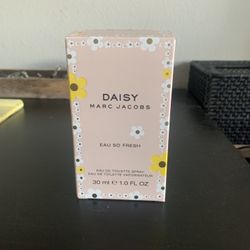 DAISY
MARC JACOBS
EAU SO FRESH
EAU DE TOILETTE SPRAY
EAU DE TOILETTE VAPORISATEUR
30 ml ℮ 1.0 FL OZ